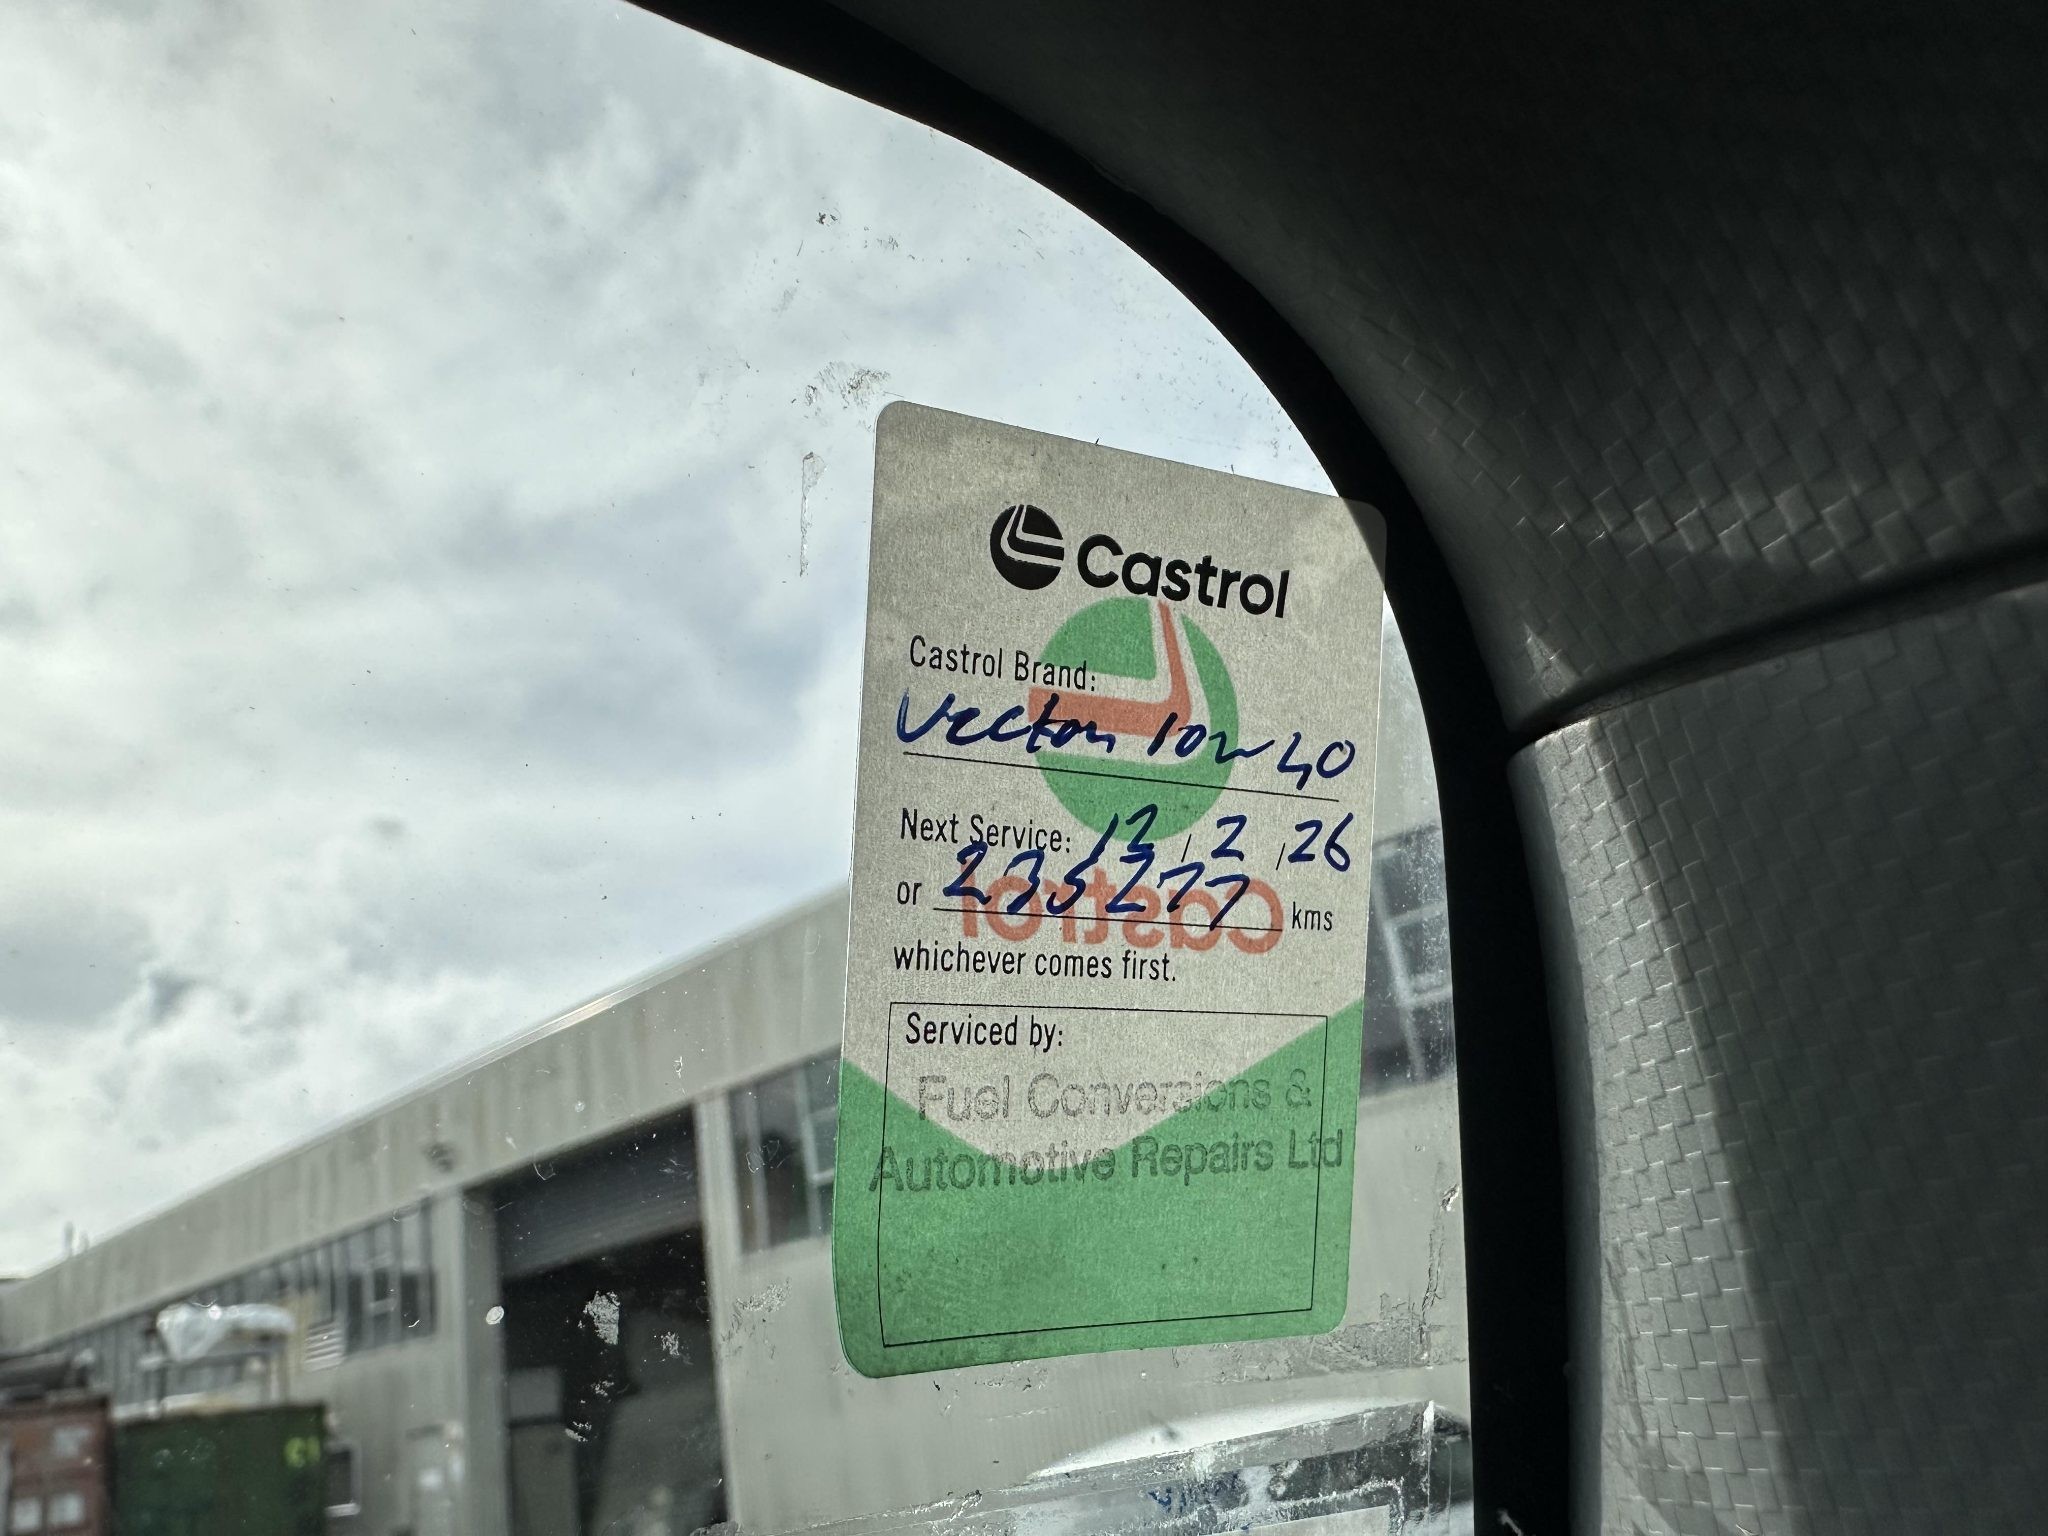 Castrol
Castrol Brand:
Vecton 10w40
Next Service: 12 / 2 / 26
or 235277 kms
whichever comes first.
Castrol
Serviced by:
Fuel Conversions &
Automotive Repairs Ltd